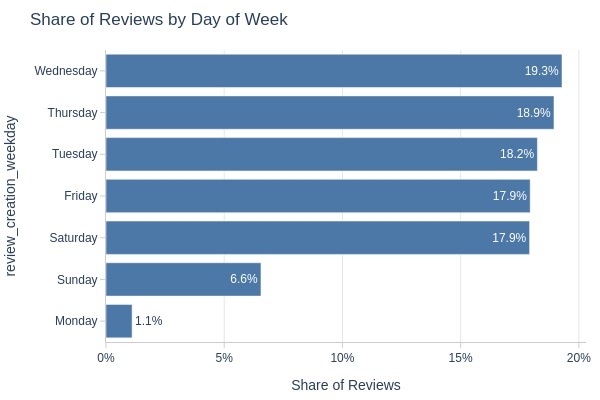 Share of Reviews by Day of Week
review_creation_weekday
Wednesday 19.3%
Thursday 18.9%
Tuesday 18.2%
Friday 17.9%
Saturday 17.9%
Sunday 6.6%
Monday 1.1%
0% 5% 10% 15% 20%
Share of Reviews